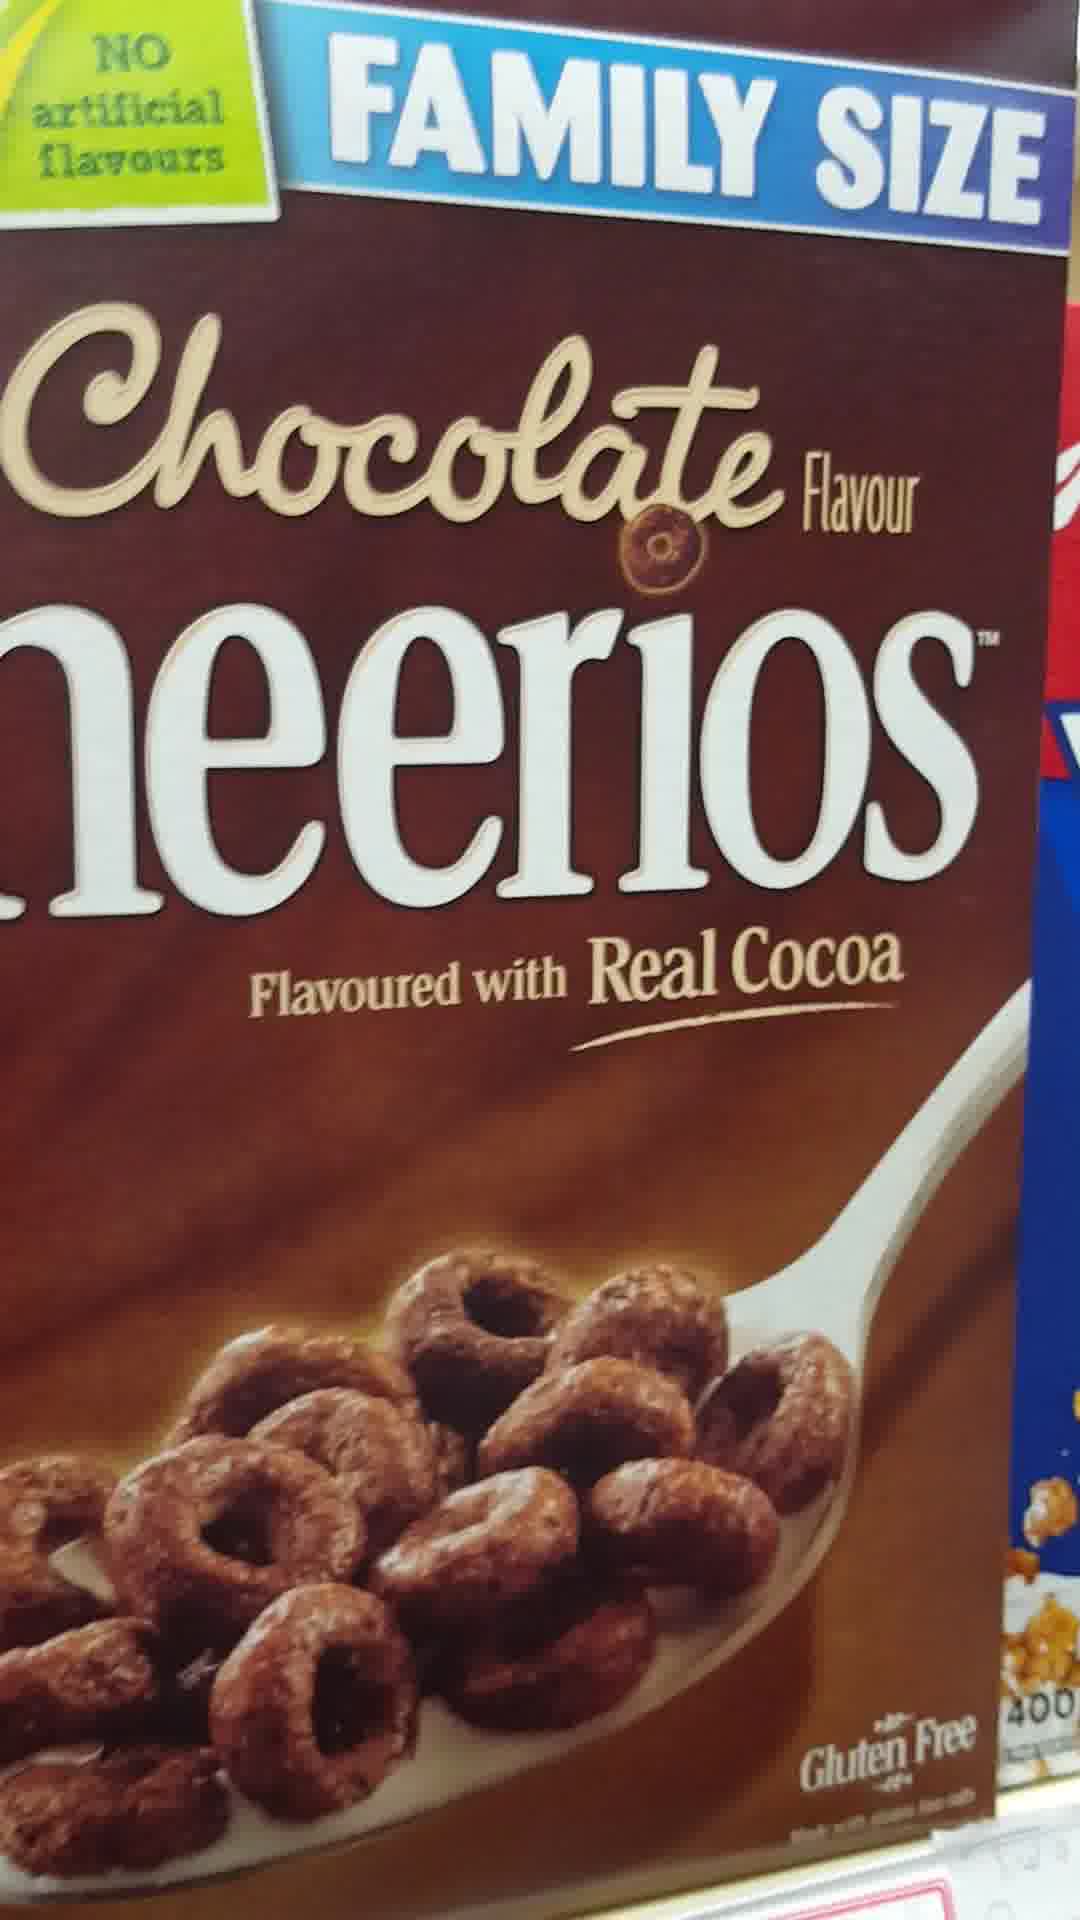 NO
artificial
flavours
FAMILY SIZE
Chocolate Flavour
heerios™
Flavoured with Real Cocoa
Gluten Free
400